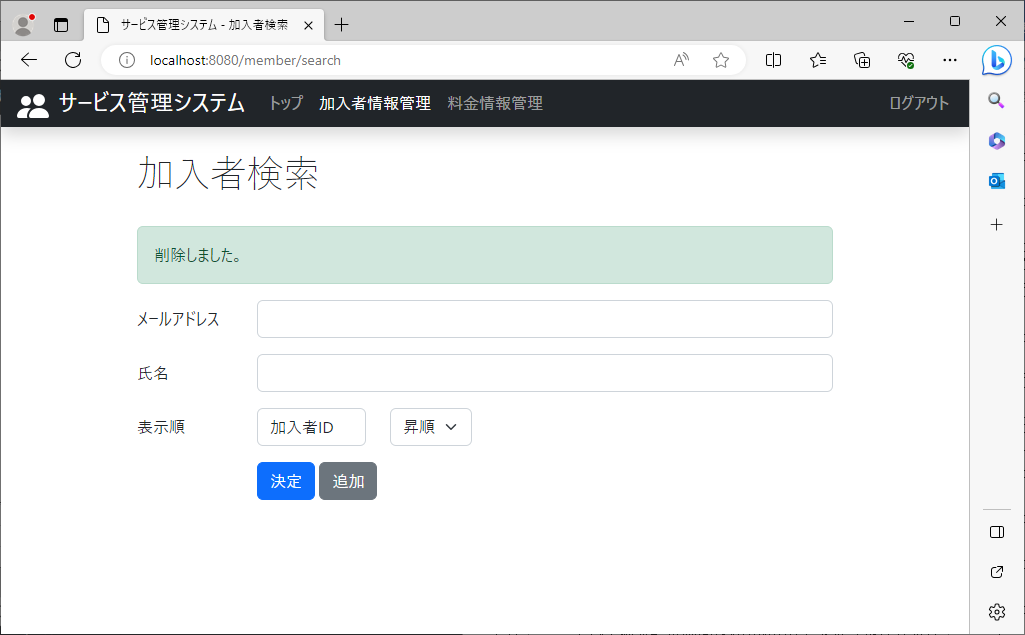 サービス管理システム - 加入者検索
localhost:8080/member/search
サービス管理システム トップ 加入者情報管理 料金情報管理 ログアウト
加入者検索
削除しました。
メールアドレス
氏名
表示順 加入者ID 昇順
決定 追加